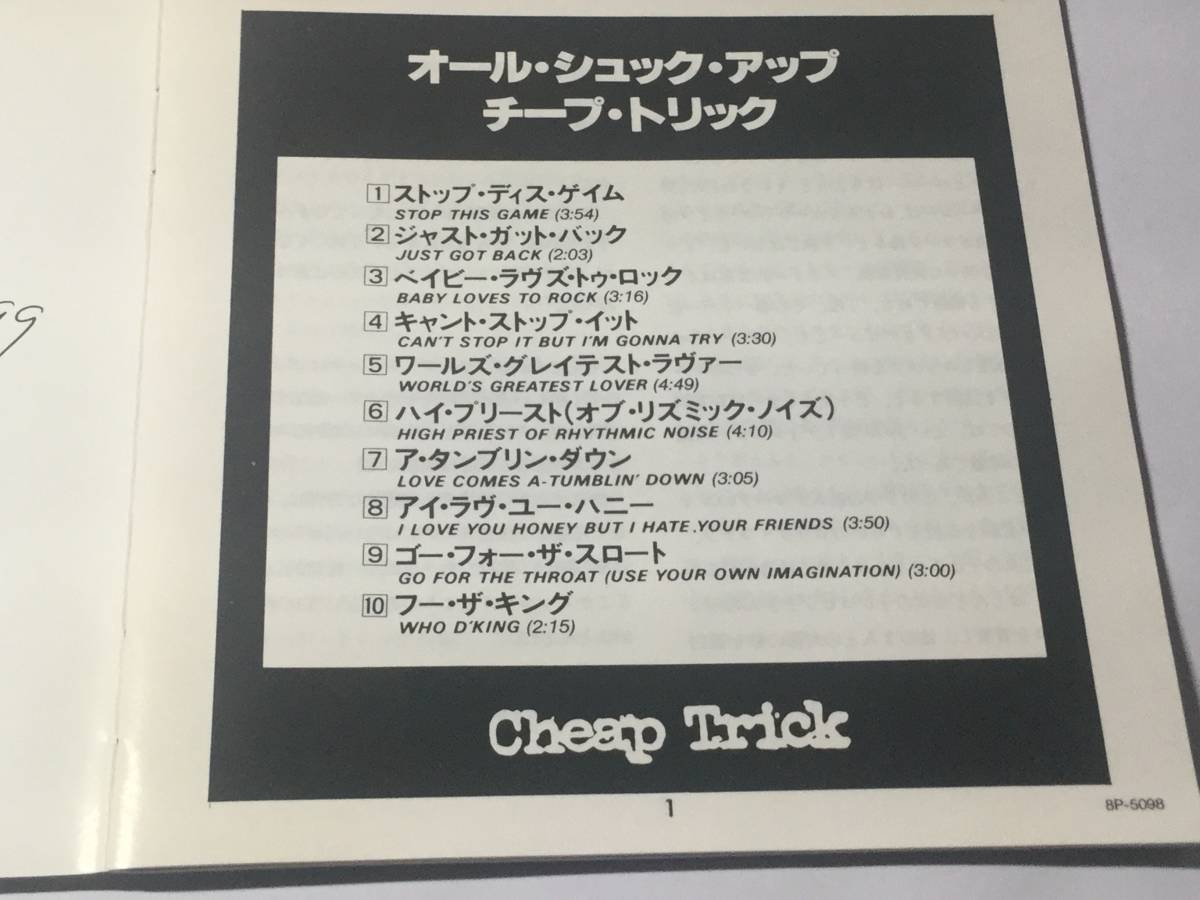 オール・シュック・アップ
チープ・トリック
1 ストップ・ディス・ゲイム
STOP THIS GAME (3:54)
2 ジャスト・ガット・バック
JUST GOT BACK (2:03)
3 ベイビー・ラヴズ・トゥ・ロック
BABY LOVES TO ROCK (3:16)
4 キャント・ストップ・イット
CAN'T STOP IT BUT I'M GONNA TRY (3:30)
5 ワールズ・グレイテスト・ラヴァー
WORLD'S GREATEST LOVER (4:49)
6 ハイ・プリースト(オブ・リズミック・ノイズ)
HIGH PRIEST OF RHYTHMIC NOISE (4:10)
7 ア・タンブリン・ダウン
LOVE COMES A-TUMBLIN' DOWN (3:05)
8 アイ・ラヴ・ユー・ハニー
I LOVE YOU HONEY BUT I HATE.YOUR FRIENDS (3:50)
9 ゴー・フォー・ザ・スロート
GO FOR THE THROAT (USE YOUR OWN IMAGINATION) (3:00)
10 フー・ザ・キング
WHO D'KING (2:15)
Cheap Trick
1
8P-5098